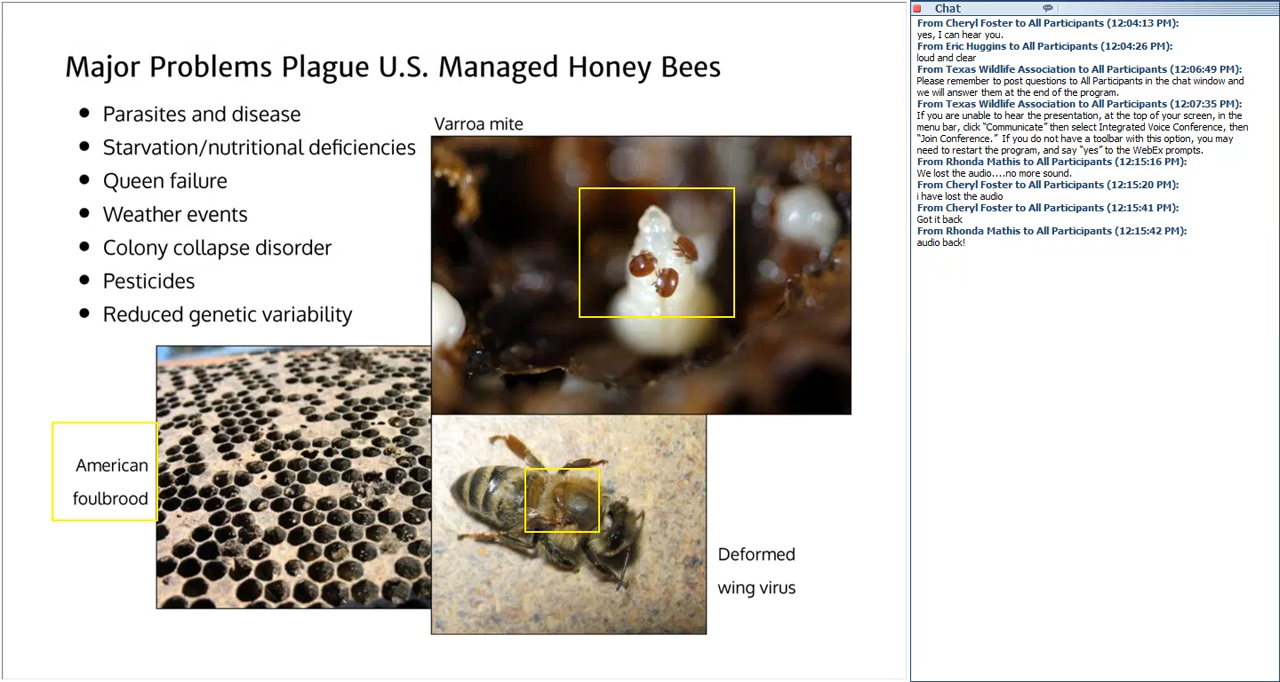 Major Problems Plague U.S. Managed Honey Bees
Parasites and disease
Starvation/nutritional deficiencies
Queen failure
Weather events
Colony collapse disorder
Pesticides
Reduced genetic variability
Varroa mite
American
foulbrood
Deformed
wing virus
Chat
From Cheryl Foster to All Participants (12:04:13 PM):
yes, I can hear you.
From Eric Huggins to All Participants (12:04:26 PM):
loud and clear
From Texas Wildlife Association to All Participants (12:06:49 PM):
Please remember to post questions to All Participants in the chat window and
we will answer them at the end of the program.
From Texas Wildlife Association to All Participants (12:07:35 PM):
If you are unable to hear the presentation, at the top of your screen, in the
menu bar, click “Communicate” then select Integrated Voice Conference, then
“Join Conference.”  If you do not have a toolbar with this option, you may
need to restart the program, and say “yes” to the WebEx prompts.
From Rhonda Mathis to All Participants (12:15:16 PM):
We lost the audio....no more sound.
From Cheryl Foster to All Participants (12:15:20 PM):
i have lost the audio
From Cheryl Foster to All Participants (12:15:41 PM):
Got it back
From Rhonda Mathis to All Participants (12:15:42 PM):
audio back!